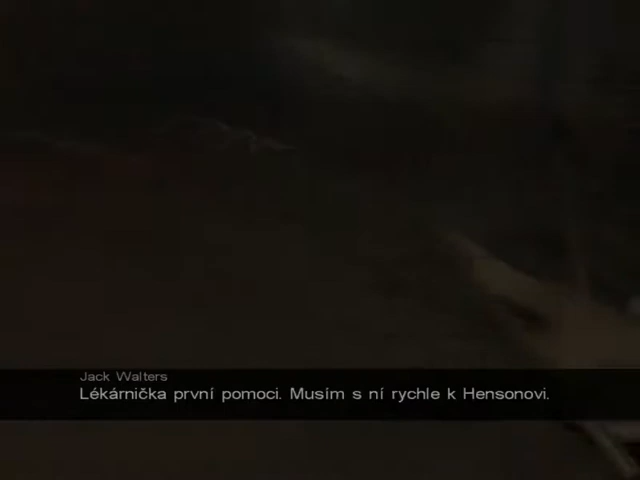 Jack Walters
Lékárnička první pomoci. Musím s ní rychle k Hensonovi.